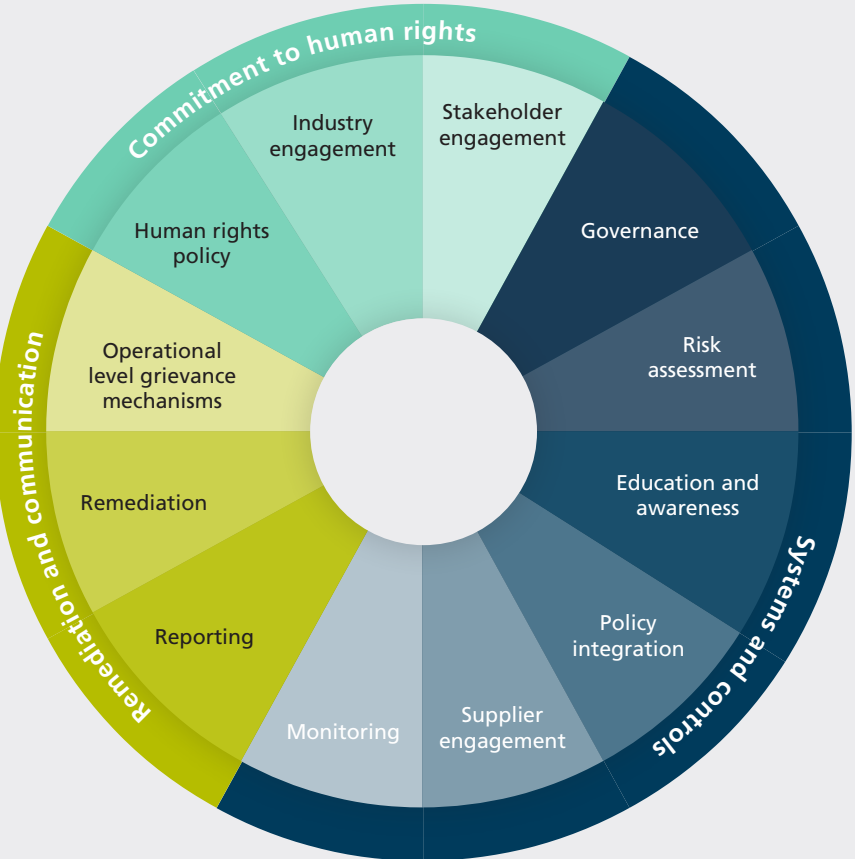 Commitment to human rights
Stakeholder
engagement
Governance
Risk
assessment
Education and
awareness
Policy
integration
Supplier
engagement
Monitoring
Systems and controls
Reporting
Remediation
Operational
level grievance
mechanisms
Remediation and communication
Human rights
policy
Industry
engagement